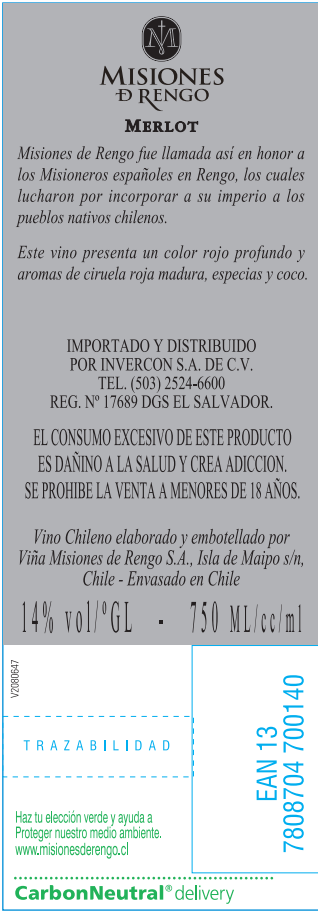 M
MISIONES
Đ RENGO
MERLOT
Misiones de Rengo fue llamada así en honor a
los Misioneros españoles en Rengo, los cuales
lucharon por incorporar a su imperio a los
pueblos nativos chilenos.
Este vino presenta un color rojo profundo y
aromas de ciruela roja madura, especias y coco.
IMPORTADO Y DISTRIBUIDO
POR INVERCON S.A. DE C.V.
TEL. (503) 2524-6600
REG. Nº 17689 DGS EL SALVADOR.
EL CONSUMO EXCESIVO DE ESTE PRODUCTO
ES DAÑINO A LA SALUD Y CREA ADICCION.
SE PROHIBE LA VENTA A MENORES DE 18 AÑOS.
Vino Chileno elaborado y embotellado por
Viña Misiones de Rengo S.A., Isla de Maipo s/n,
Chile - Envasado en Chile
14% vol/ºGL - 750 ML/cc/ml
V2080647
TRAZABILIDAD
EAN 13
7808704 700140
Haz tu elección verde y ayuda a
Proteger nuestro medio ambiente.
www.misionesderengo.cl
CarbonNeutral® delivery